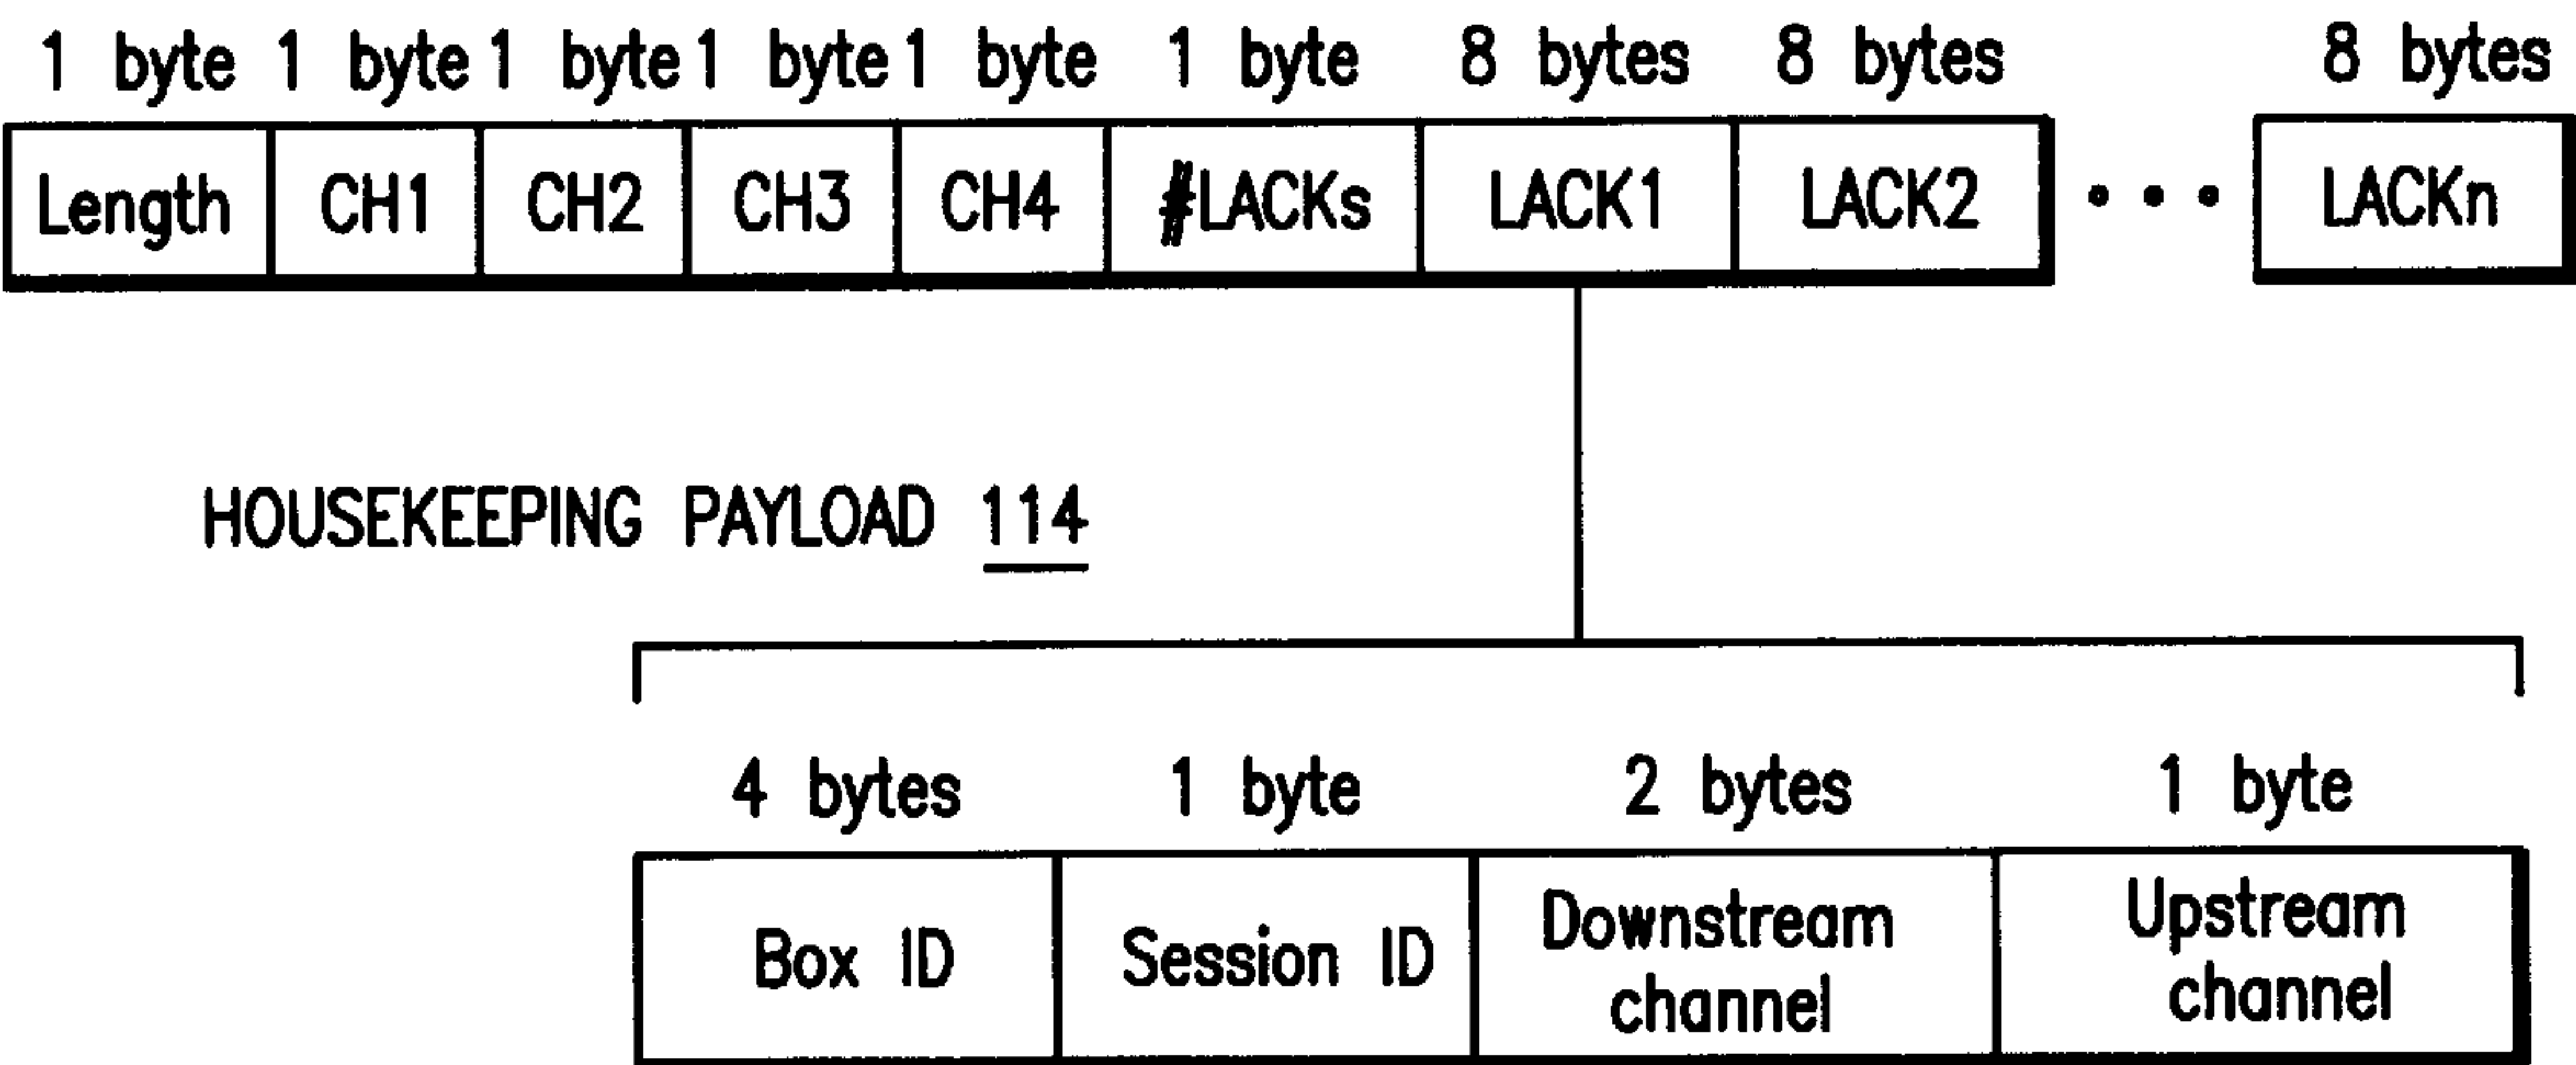 1 byte 1 byte 1 byte 1 byte 1 byte 1 byte 8 bytes 8 bytes 8 bytes
Length CH1 CH2 CH3 CH4 #LACKs LACK1 LACK2 • • • LACKn
HOUSEKEEPING PAYLOAD 114
4 bytes 1 byte 2 bytes 1 byte
Box ID Session ID Downstream channel Upstream channel